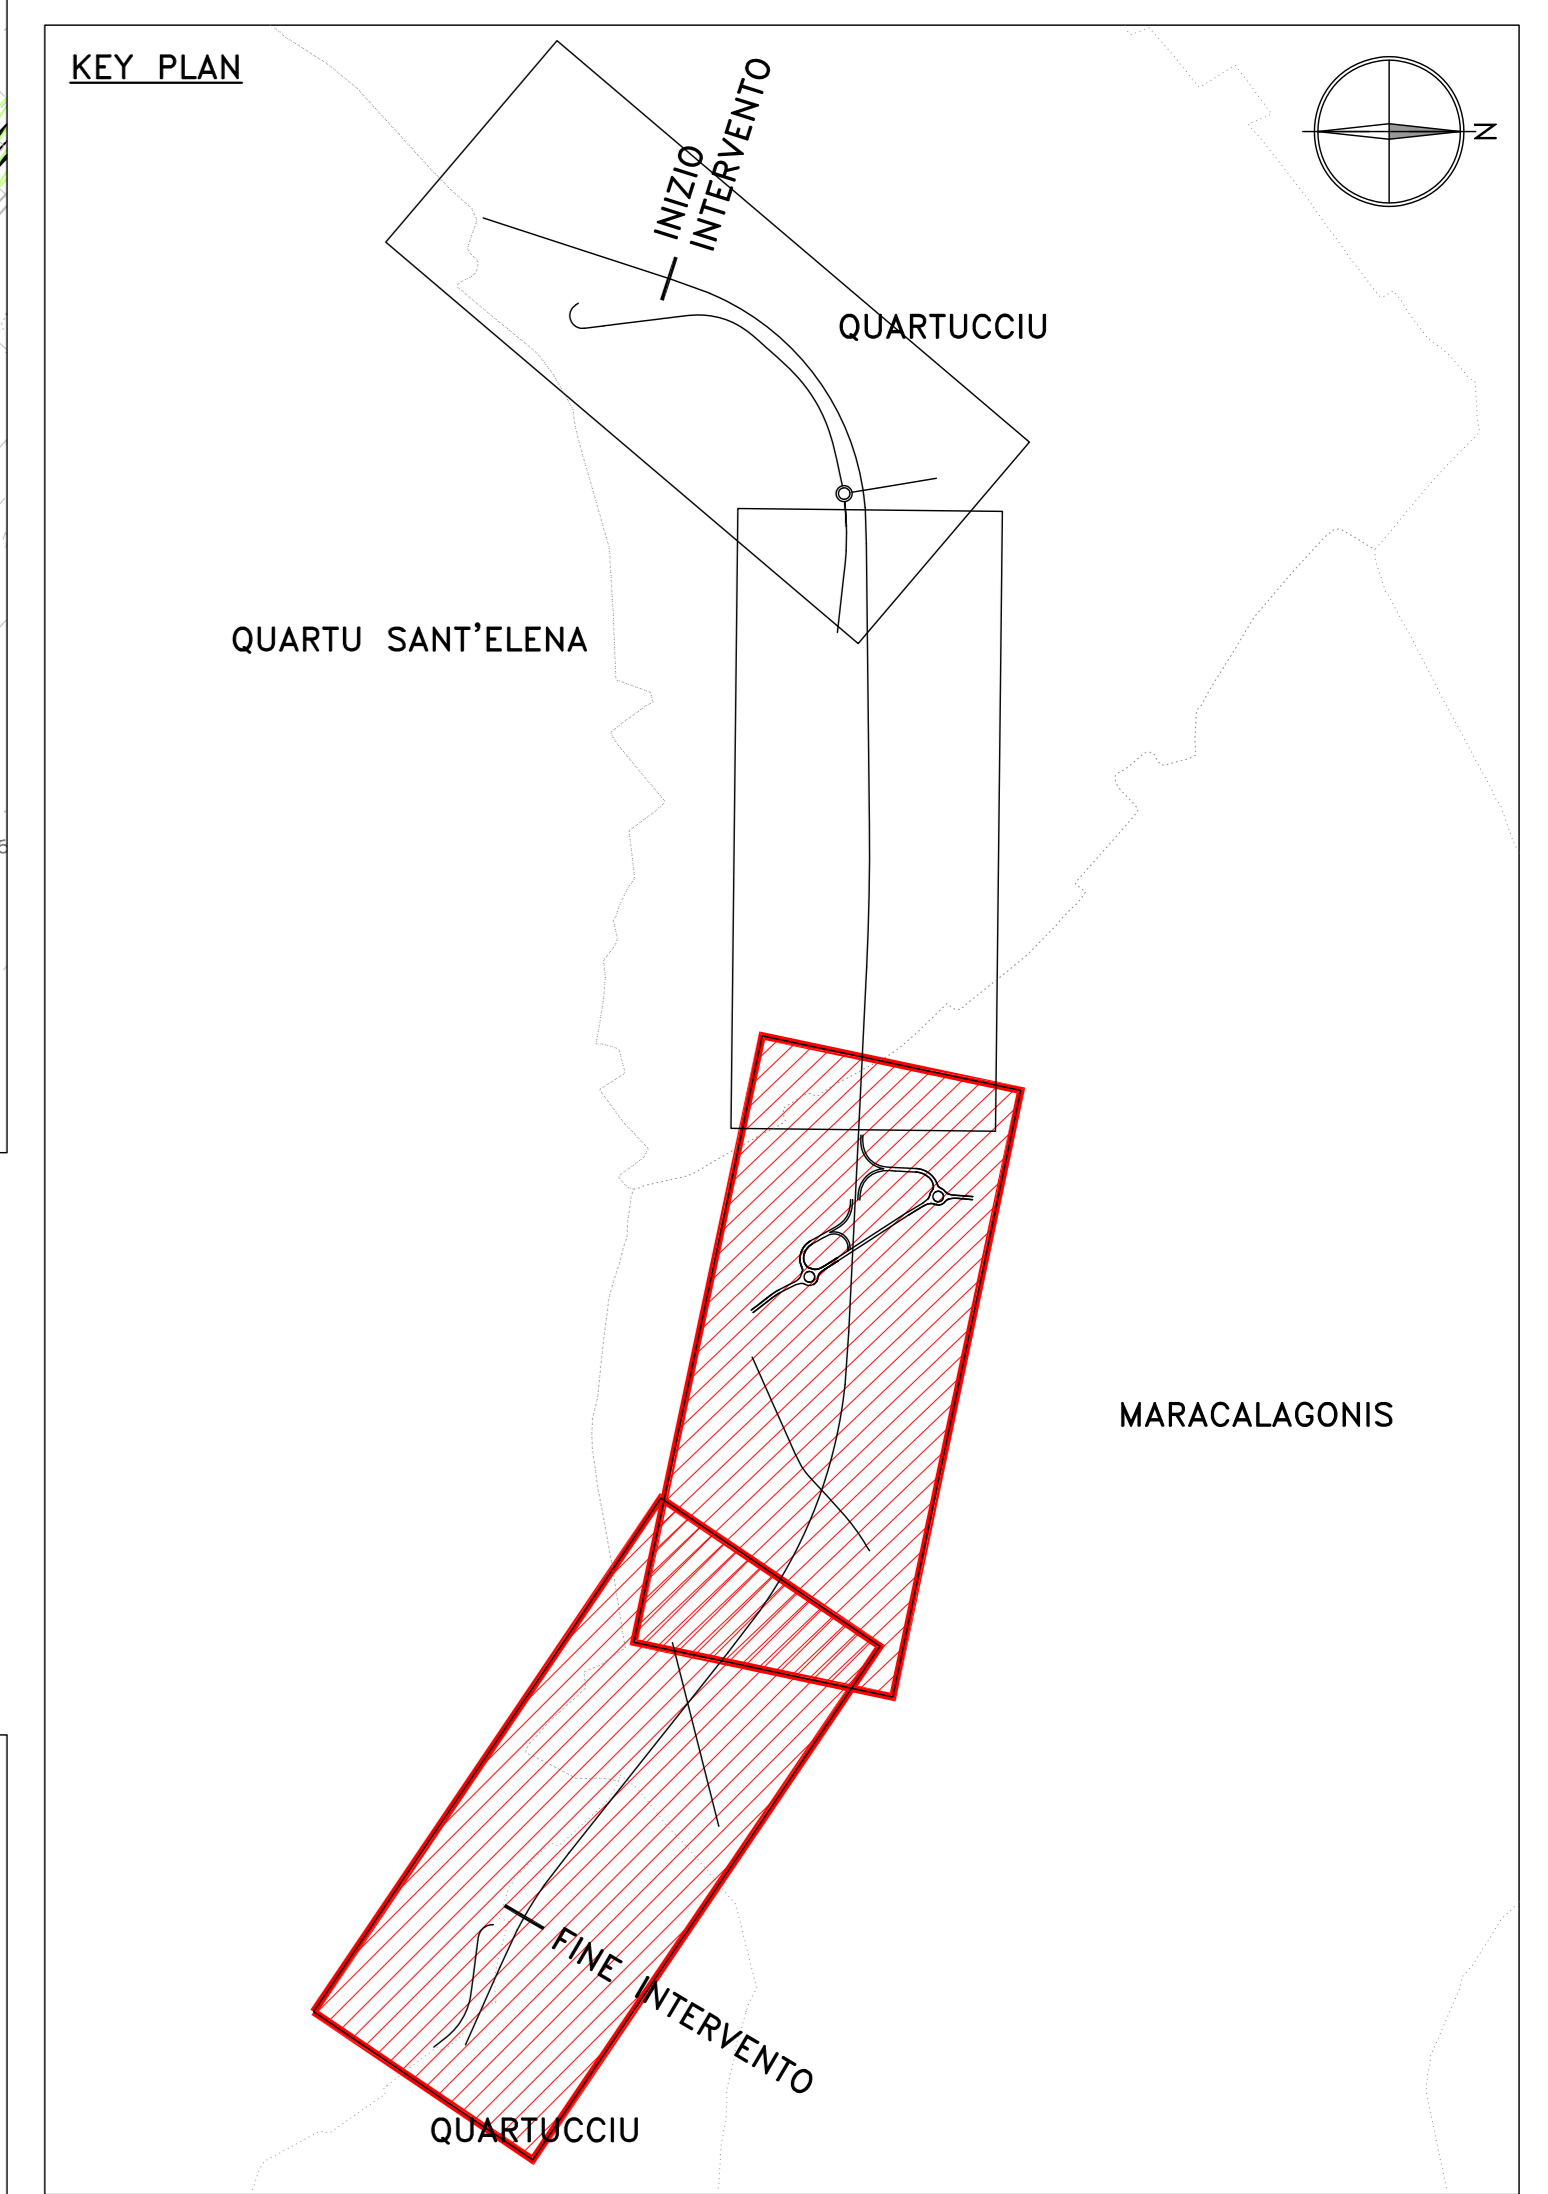 KEY PLAN
N
INIZIO
INTERVENTO
QUARTUCCIU
QUARTU SANT'ELENA
MARACALAGONIS
FINE INTERVENTO
QUARTUCCIU